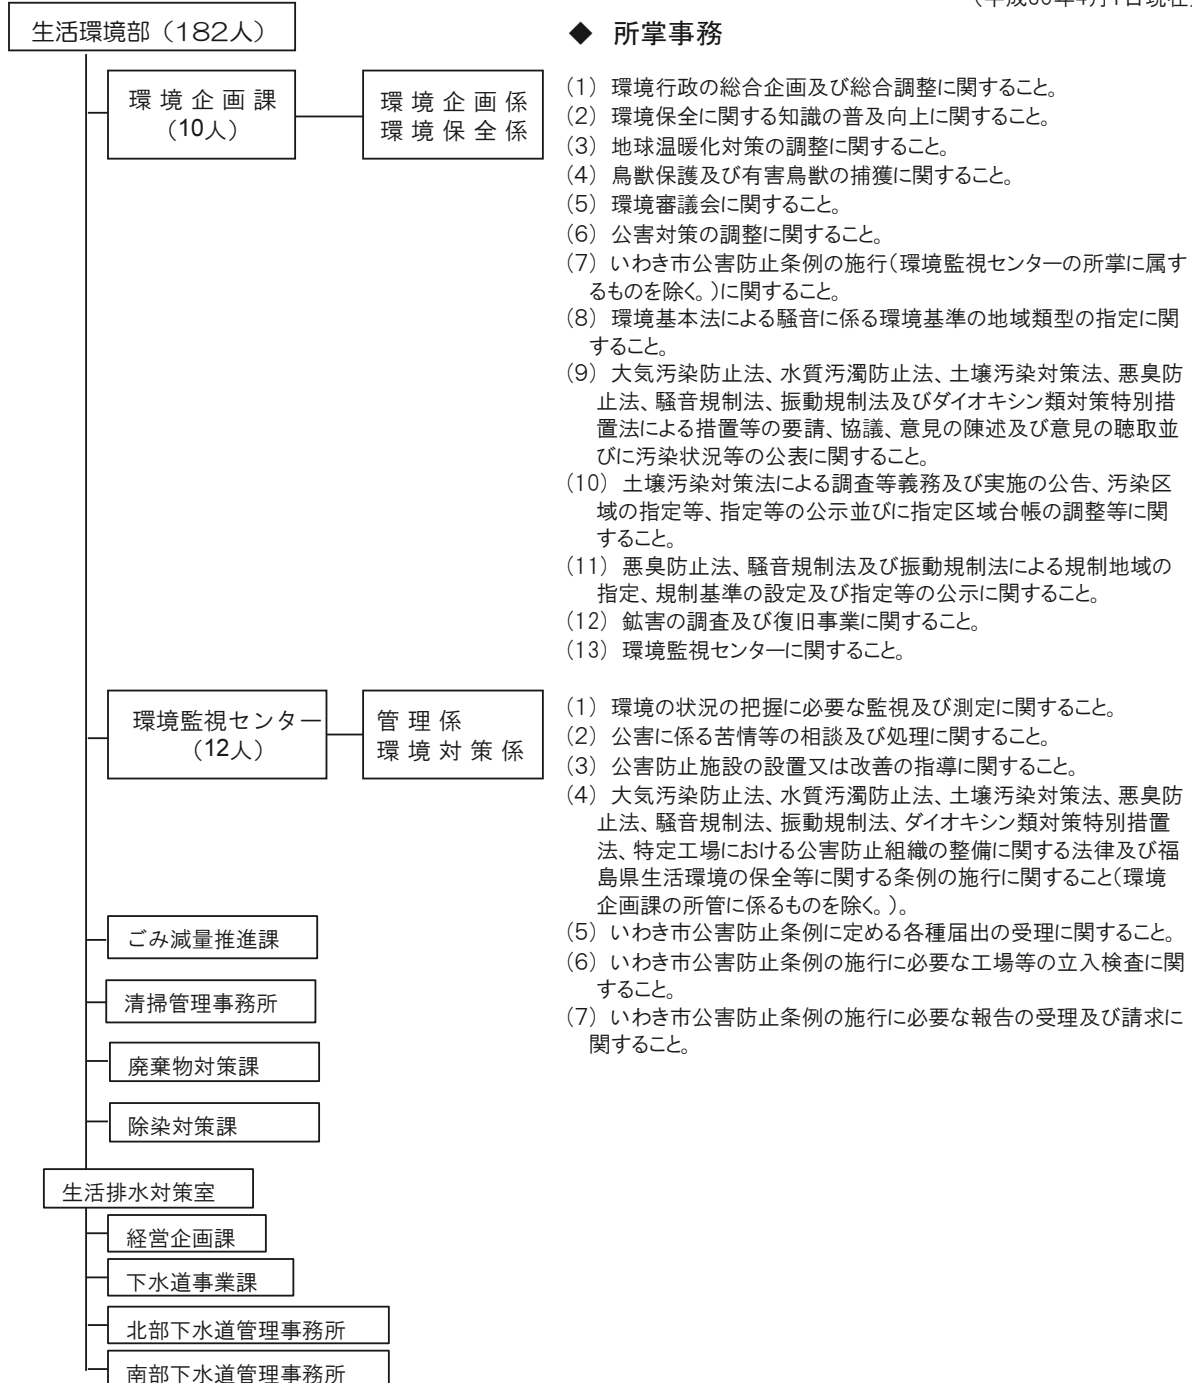 (平成30年4月1日現在)
生活環境部（182人）
◆ 所掌事務
環境企画課
（10人）
環境企画係
環境保全係
（1） 環境行政の総合企画及び総合調整に関すること。
（2） 環境保全に関する知識の普及向上に関すること。
（3） 地球温暖化対策の調整に関すること。
（4） 鳥獣保護及び有害鳥獣の捕獲に関すること。
（5） 環境審議会に関すること。
（6） 公害対策の調整に関すること。
（7） いわき市公害防止条例の施行（環境監視センターの所掌に属す
るものを除く。）に関すること。
（8） 環境基本法による騒音に係る環境基準の地域類型の指定に関
すること。
（9） 大気汚染防止法、水質汚濁防止法、土壌汚染対策法、悪臭防
止法、騒音規制法、振動規制法及びダイオキシン類対策特別措
置法による措置等の要請、協議、意見の陳述及び意見の聴取並
びに汚染状況等の公表に関すること。
（10） 土壌汚染対策法による調査等義務及び実施の公告、汚染区
域の指定等、指定等の公示並びに指定区域台帳の調整等に関
すること。
（11） 悪臭防止法、騒音規制法及び振動規制法による規制地域の
指定、規制基準の設定及び指定等の公示に関すること。
（12） 鉱害の調査及び復旧事業に関すること。
（13） 環境監視センターに関すること。
環境監視センター
（12人）
管理係
環境対策係
（1） 環境の状況の把握に必要な監視及び測定に関すること。
（2） 公害に係る苦情等の相談及び処理に関すること。
（3） 公害防止施設の設置又は改善の指導に関すること。
（4） 大気汚染防止法、水質汚濁防止法、土壌汚染対策法、悪臭防
止法、騒音規制法、振動規制法、ダイオキシン類対策特別措置
法、特定工場における公害防止組織の整備に関する法律及び福
島県生活環境の保全等に関する条例の施行に関すること（環境
企画課の所管に係るものを除く。）。
（5） いわき市公害防止条例に定める各種届出の受理に関すること。
（6） いわき市公害防止条例の施行に必要な工場等の立入検査に関
すること。
（7） いわき市公害防止条例の施行に必要な報告の受理及び請求に
関すること。
ごみ減量推進課
清掃管理事務所
廃棄物対策課
除染対策課
生活排水対策室
経営企画課
下水道事業課
北部下水道管理事務所
南部下水道管理事務所